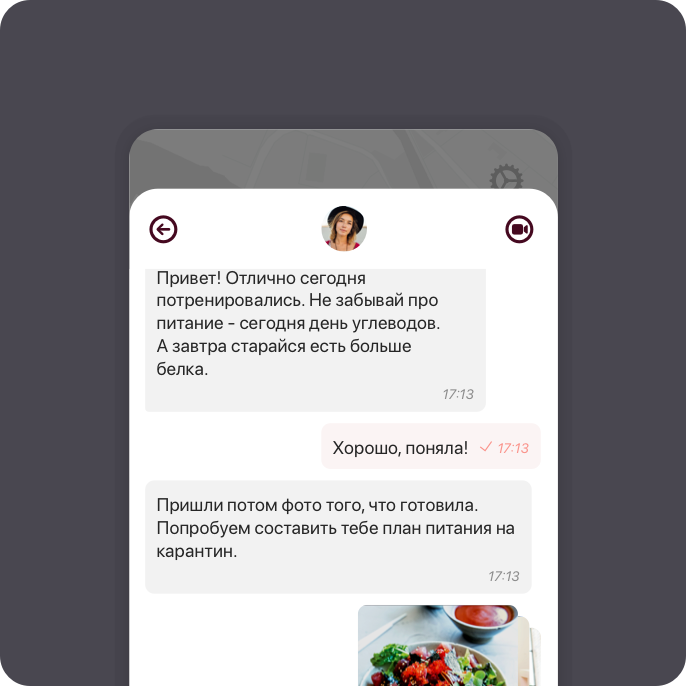 Привет! Отлично сегодня
потренировались. Не забывай про
питание - сегодня день углеводов.
А завтра старайся есть больше
белка.
17:13
Хорошо, поняла! 17:13
Пришли потом фото того, что готовила.
Попробуем составить тебе план питания на
карантин.
17:13